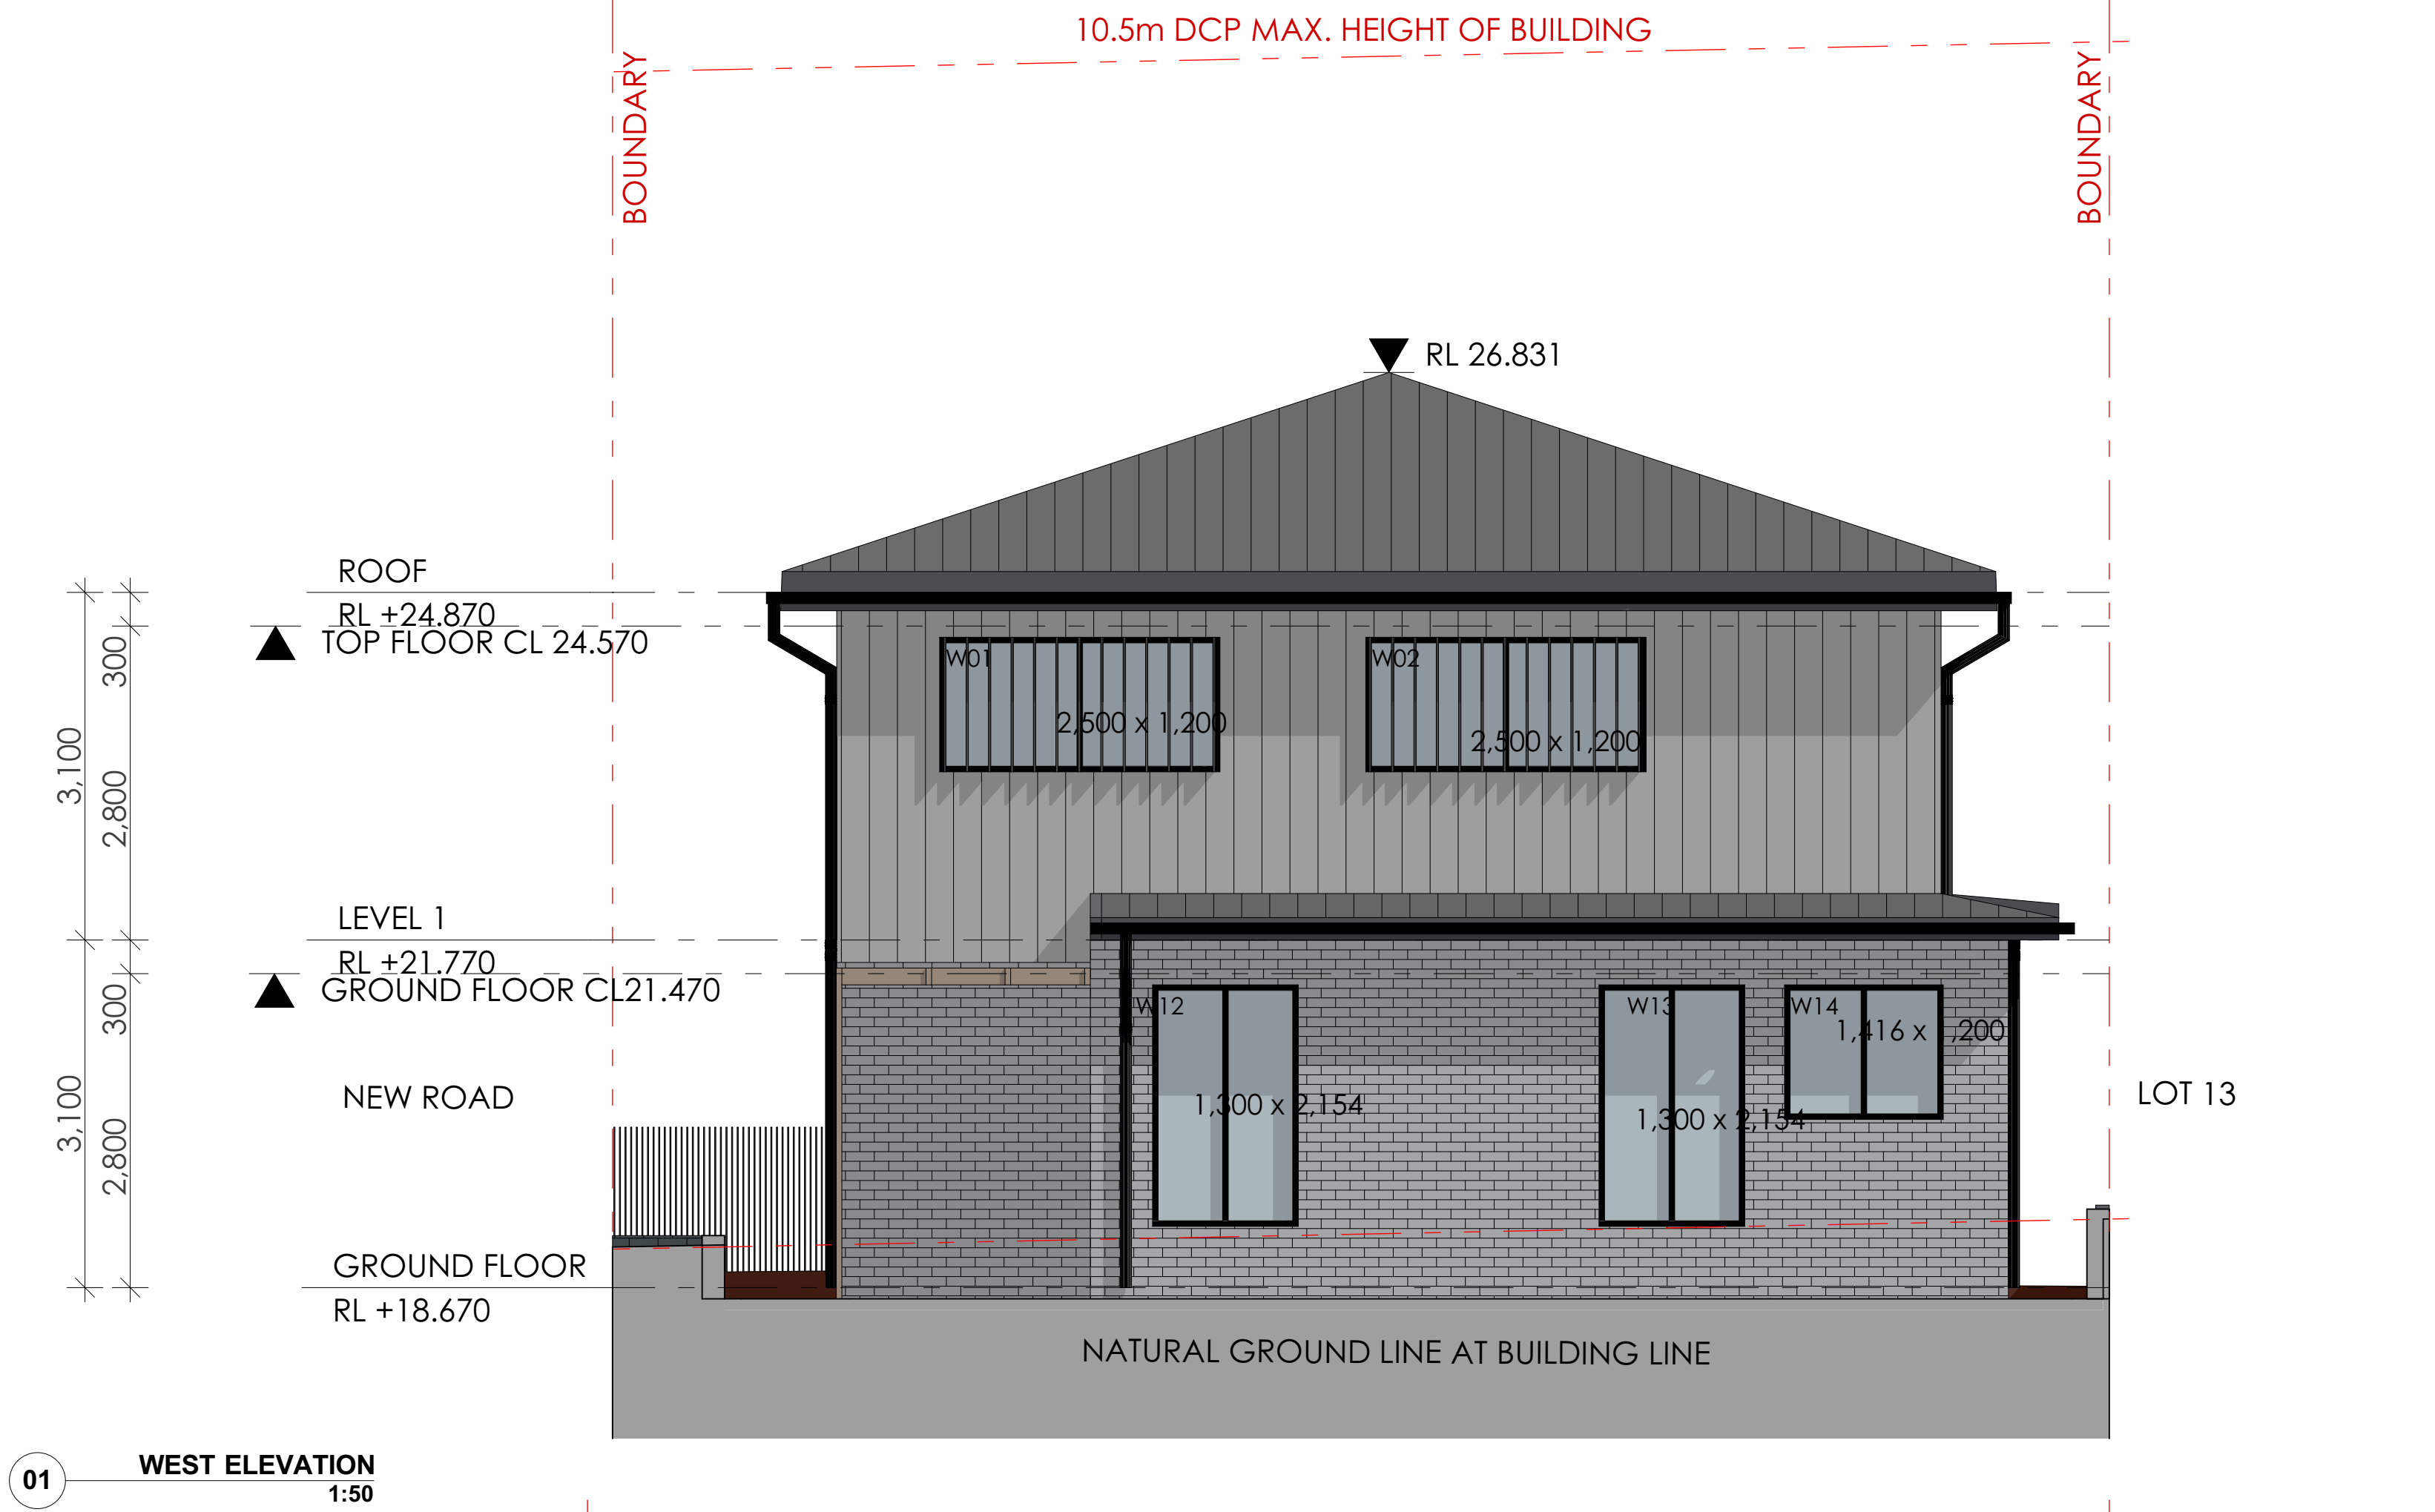 10.5m DCP MAX. HEIGHT OF BUILDING
BOUNDARY
BOUNDARY
RL 26.831
ROOF
RL +24.870
TOP FLOOR CL 24.570
300
W01
W02
2,500 x 1,200
2,500 x 1,200
3,100
2,800
LEVEL 1
RL +21.770
GROUND FLOOR CL21.470
300
W12
W13
W14
1,416 x 1,200
NEW ROAD
LOT 13
1,300 x 2,154
1,300 x 2,154
3,100
2,800
GROUND FLOOR
RL +18.670
NATURAL GROUND LINE AT BUILDING LINE
01
WEST ELEVATION
1:50